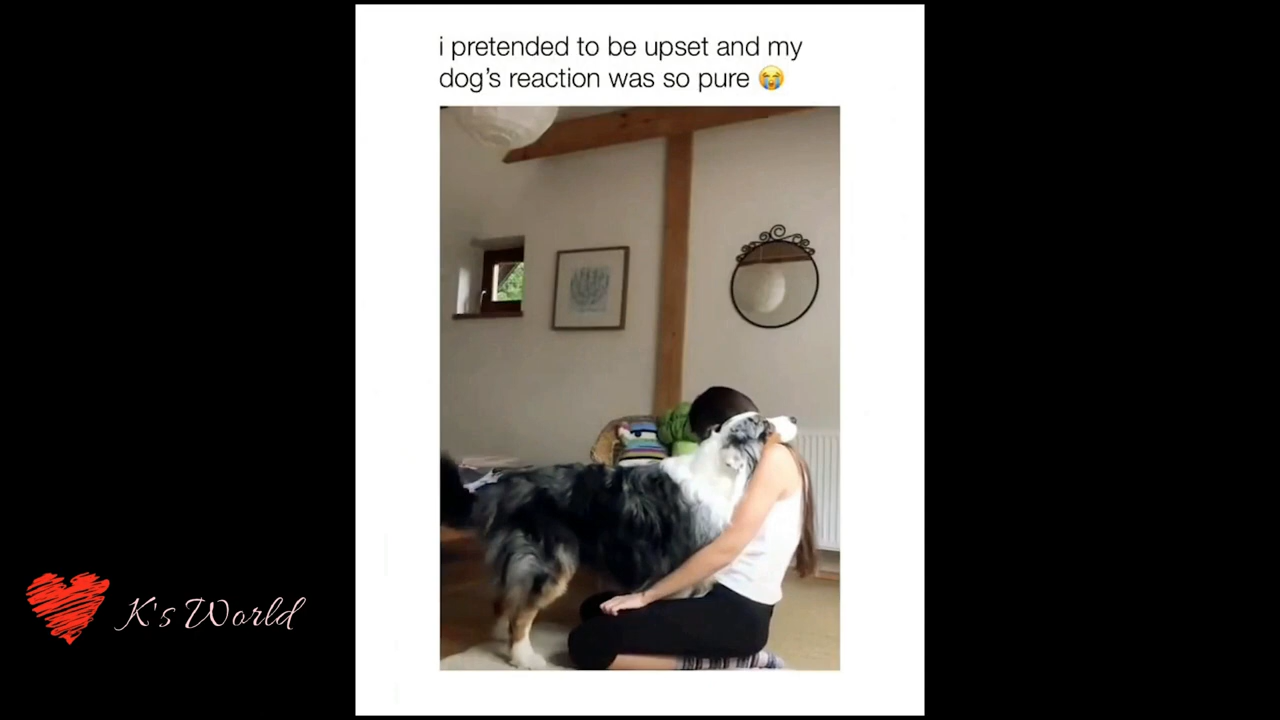 i pretended to be upset and my
dog's reaction was so pure 😭
K's World